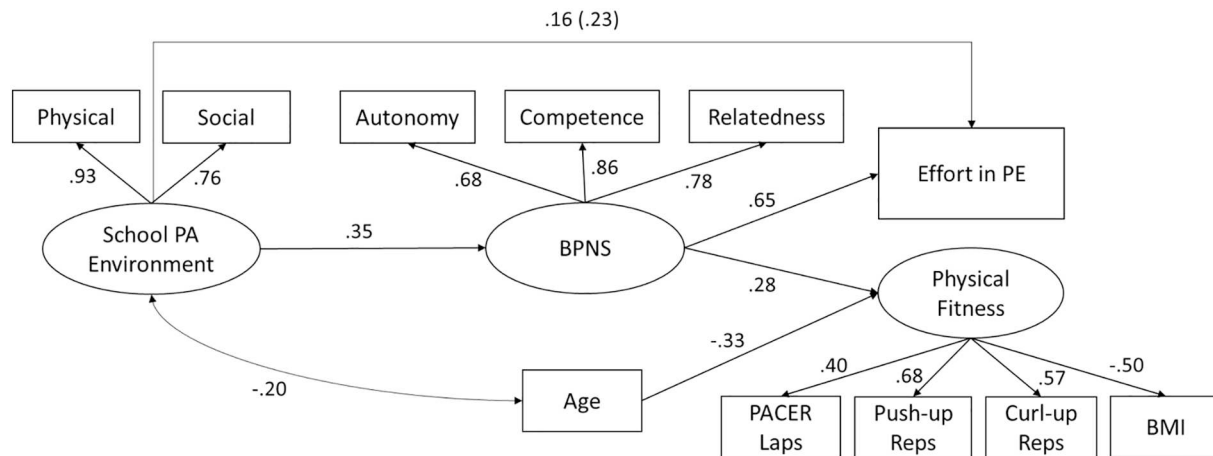 .16 (.23)
Physical
Social
Autonomy
Competence
Relatedness
Effort in PE
.93
.76
.68
.86
.78
.65
School PA
Environment
.35
BPNS
.28
Physical
Fitness
-.33
-.20
Age
.40
.68
.57
-.50
PACER
Laps
Push-up
Reps
Curl-up
Reps
BMI